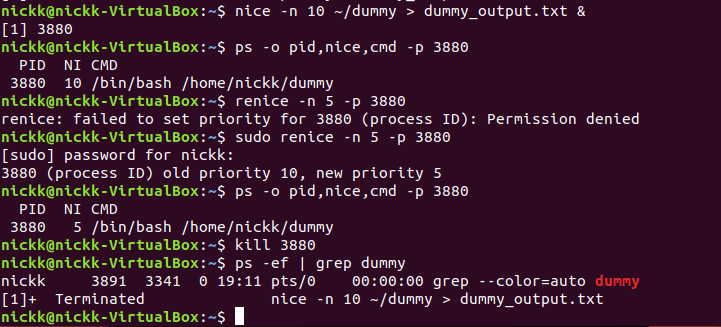 nickk@nickk-VirtualBox:~$ nice -n 10 ~/dummy > dummy_output.txt &
[1] 3880
nickk@nickk-VirtualBox:~$ ps -o pid,nice,cmd -p 3880
  PID  NI CMD
 3880  10 /bin/bash /home/nickk/dummy
nickk@nickk-VirtualBox:~$ renice -n 5 -p 3880
renice: failed to set priority for 3880 (process ID): Permission denied
nickk@nickk-VirtualBox:~$ sudo renice -n 5 -p 3880
[sudo] password for nickk:
3880 (process ID) old priority 10, new priority 5
nickk@nickk-VirtualBox:~$ ps -o pid,nice,cmd -p 3880
  PID  NI CMD
 3880   5 /bin/bash /home/nickk/dummy
nickk@nickk-VirtualBox:~$ kill 3880
nickk@nickk-VirtualBox:~$ ps -ef | grep dummy
nickk     3891  3341  0 19:11 pts/0    00:00:00 grep --color=auto dummy
[1]+  Terminated              nice -n 10 ~/dummy > dummy_output.txt
nickk@nickk-VirtualBox:~$